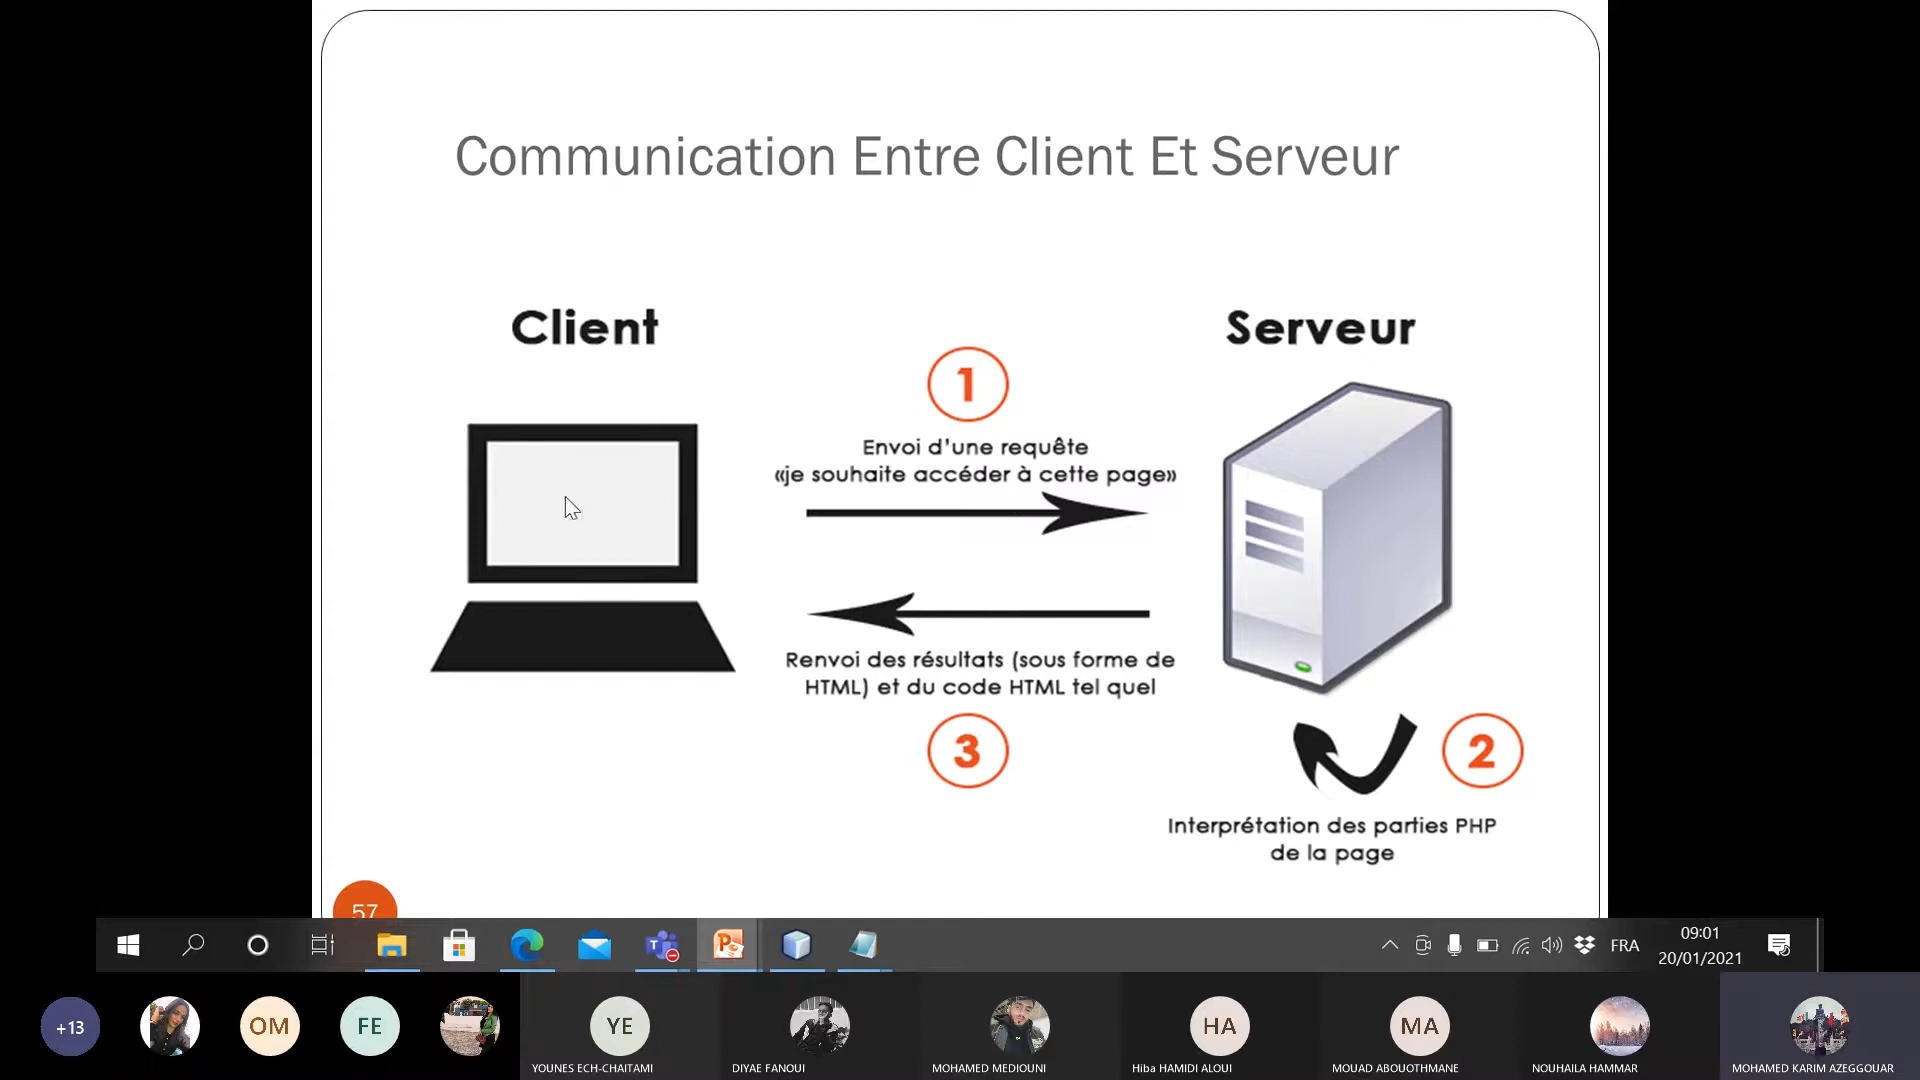 Communication Entre Client Et Serveur
Client
Serveur
1
Envoi d'une requête
«je souhaite accéder à cette page»
Renvoi des résultats (sous forme de
HTML) et du code HTML tel quel
3
2
Interprétation des parties PHP
de la page
57
FRA
09:01
20/01/2021
+13
OM
FE
YE
HA
MA
YOUNES ECH-CHAITAMI
DIYAE FANOUI
MOHAMED MEDIOUNI
Hiba HAMIDI ALOUI
MOUAD ABOUOTHMANE
NOUHAILA HAMMAR
MOHAMED KARIM AZEGGOUAR